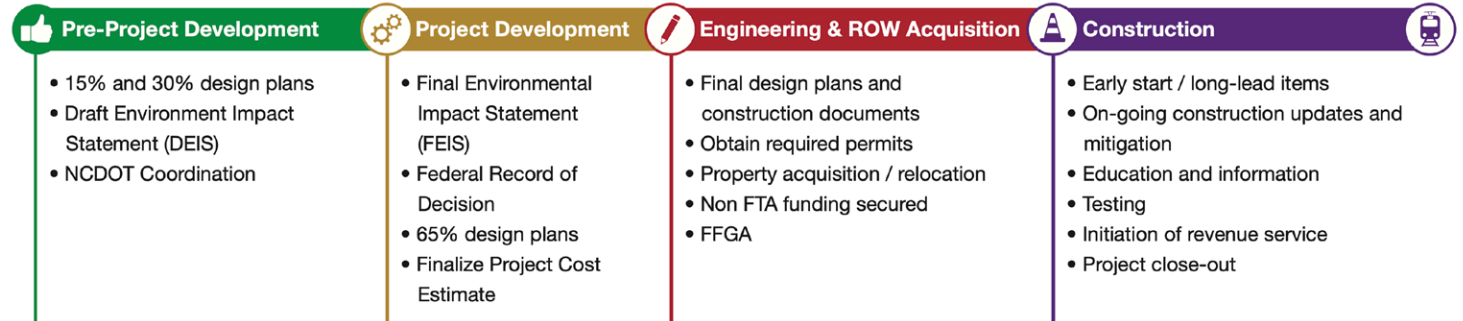 Pre-Project Development
• 15% and 30% design plans
• Draft Environment Impact
Statement (DEIS)
• NCDOT Coordination
Project Development
• Final Environmental
Impact Statement
(FEIS)
• Federal Record of
Decision
• 65% design plans
• Finalize Project Cost
Estimate
Engineering & ROW Acquisition
• Final design plans and
construction documents
• Obtain required permits
• Property acquisition / relocation
• Non FTA funding secured
• FFGA
Construction
• Early start / long-lead items
• On-going construction updates and
mitigation
• Education and information
• Testing
• Initiation of revenue service
• Project close-out